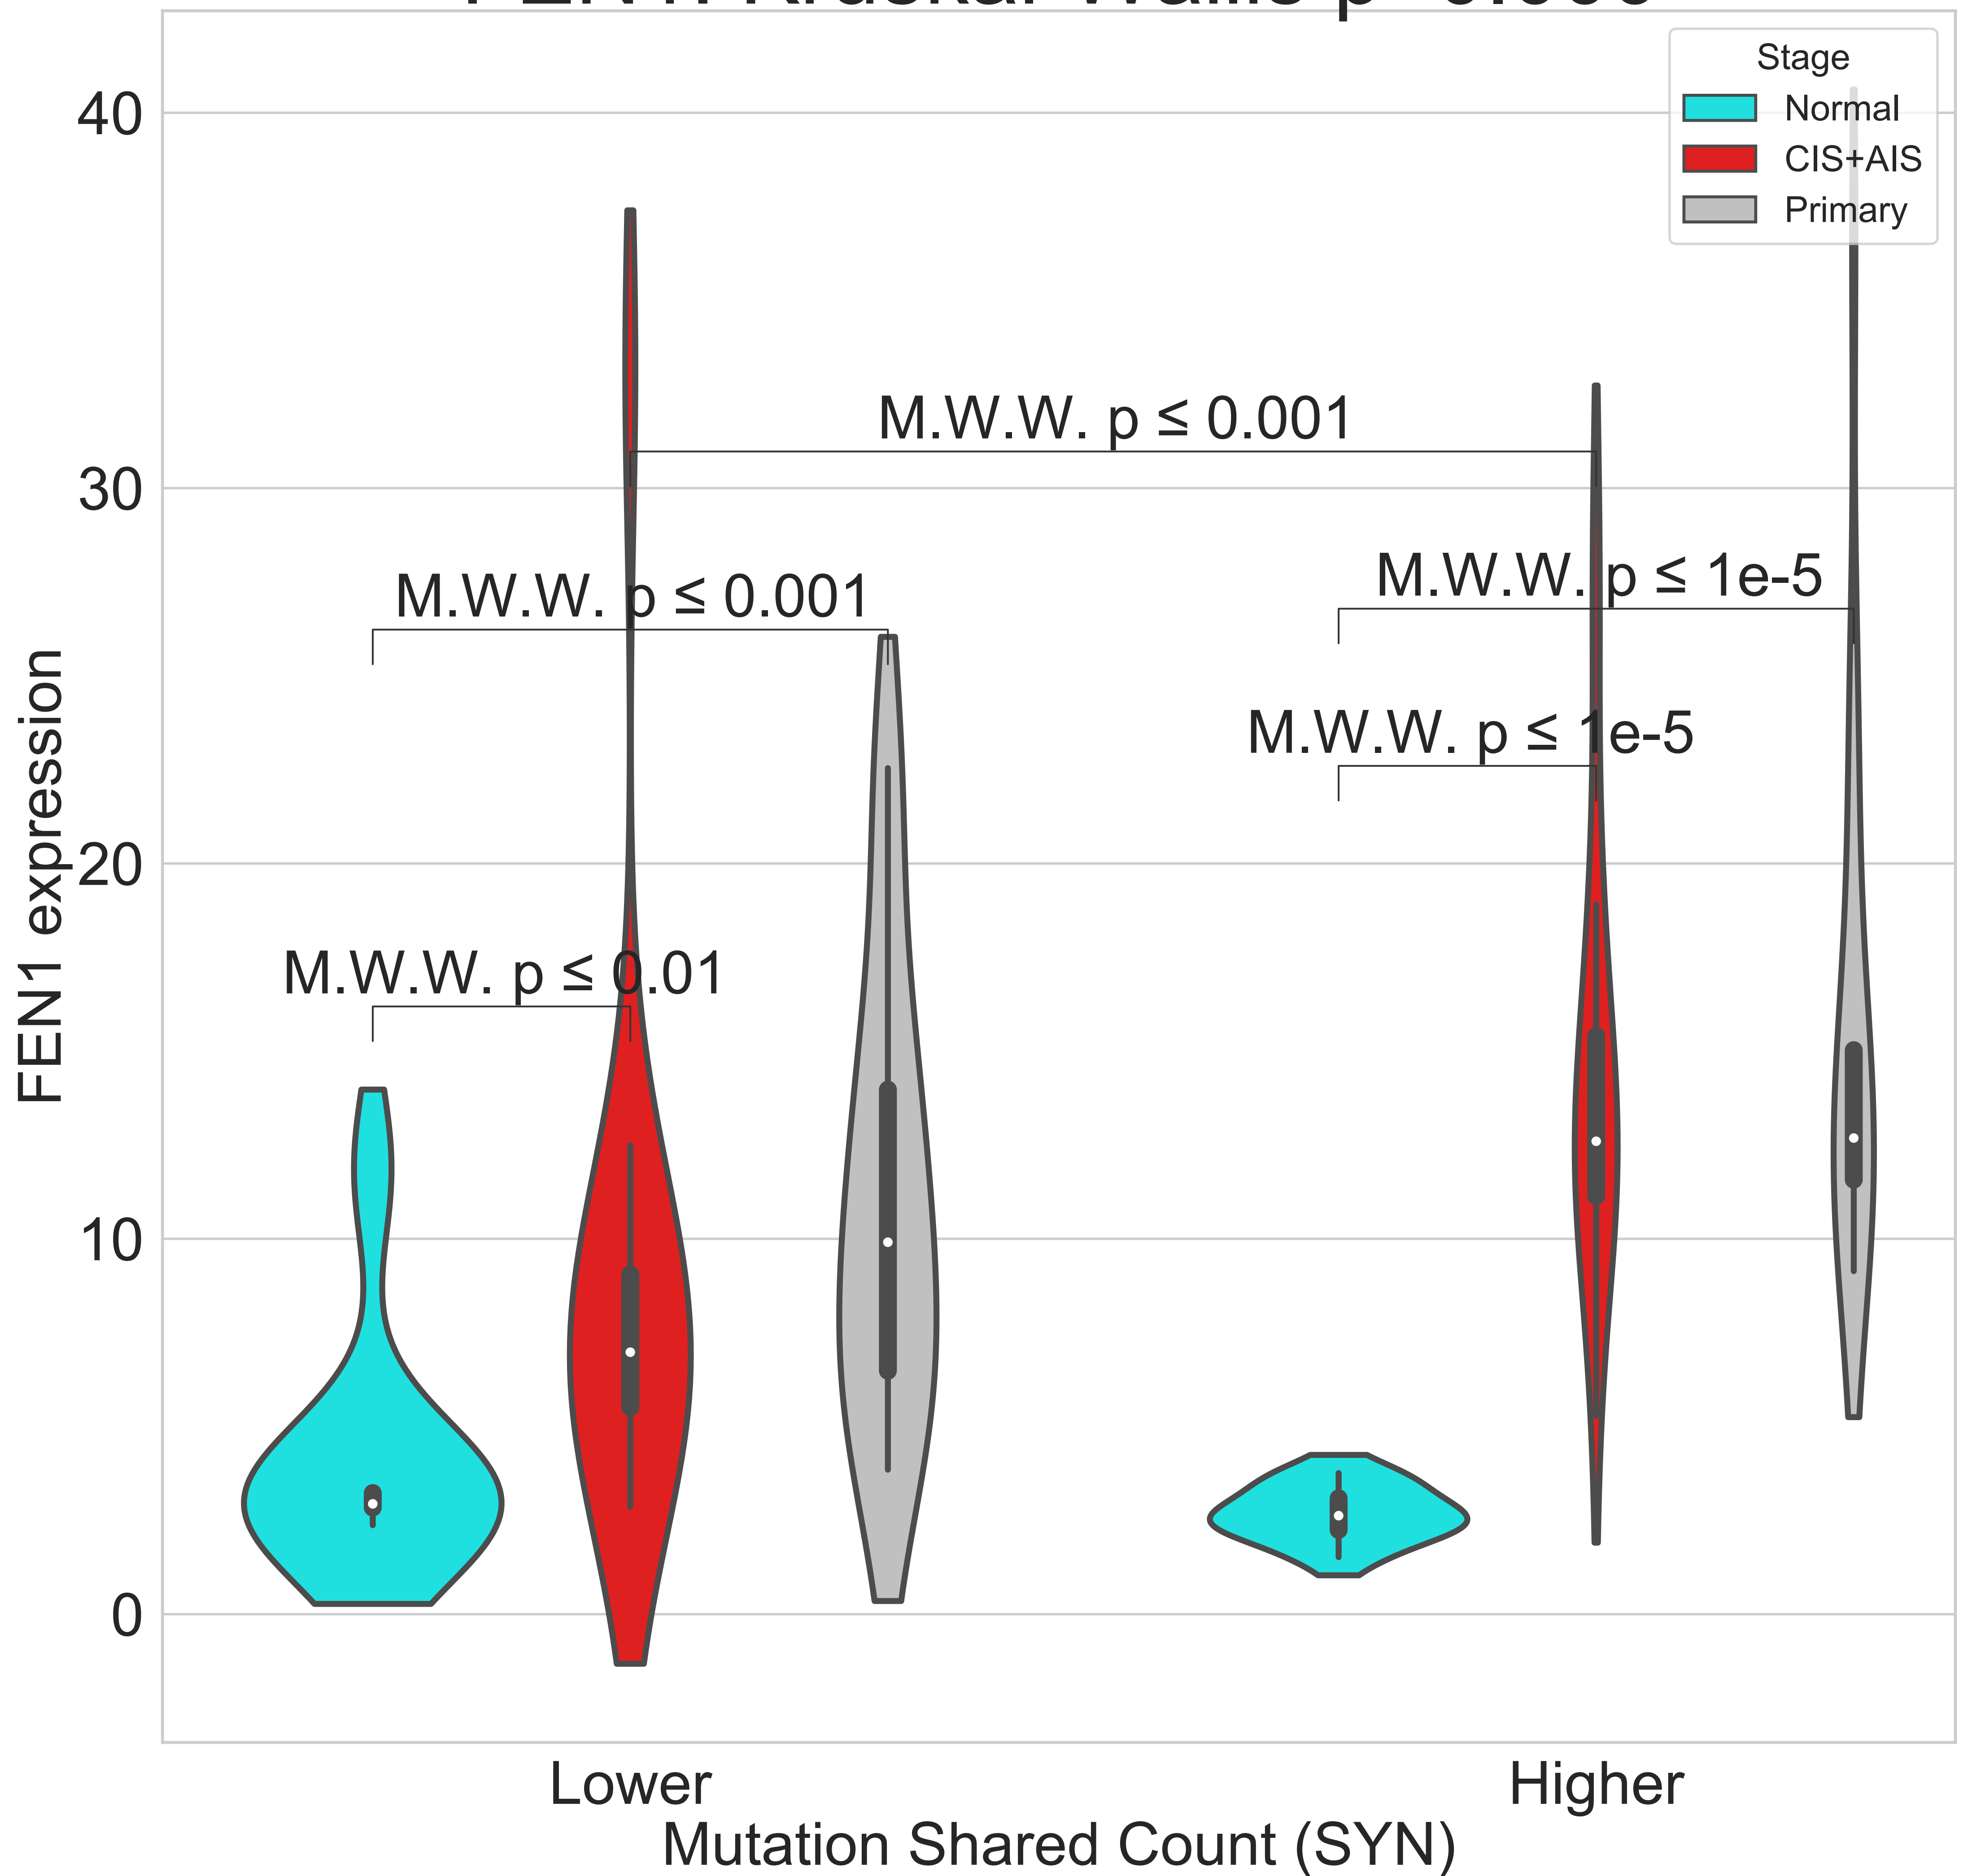 Stage
Normal
CIS+AIS
Primary
40
30
20
10
0
FEN1 expression
M.W.W. p ≤ 0.001
M.W.W. p ≤ 0.001
M.W.W. p ≤ 1e-5
M.W.W. p ≤ 1e-5
M.W.W. p ≤ 0.01
Lower
Higher
Mutation Shared Count (SYN)